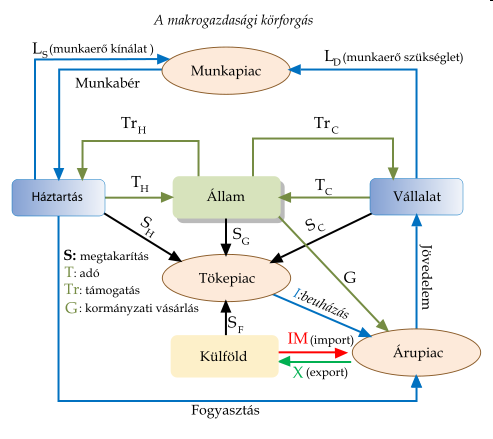 A makrogazdasági körforgás
L_S (munkaerő kínálat )
L_D (munkaerő szükséglet)
Munkapiac
Munkabér
Tr_H
Tr_C
Háztartás
T_H
Állam
T_C
Vállalat
S_H
S_G
S_C
S: megtakarítás
T: adó
Tr: támogatás
G: kormányzati vásárlás
Tőkepiac
G
Jövedelem
I:beuházás
S_F
Külföld
IM (import)
X (export)
Árupiac
Fogyasztás